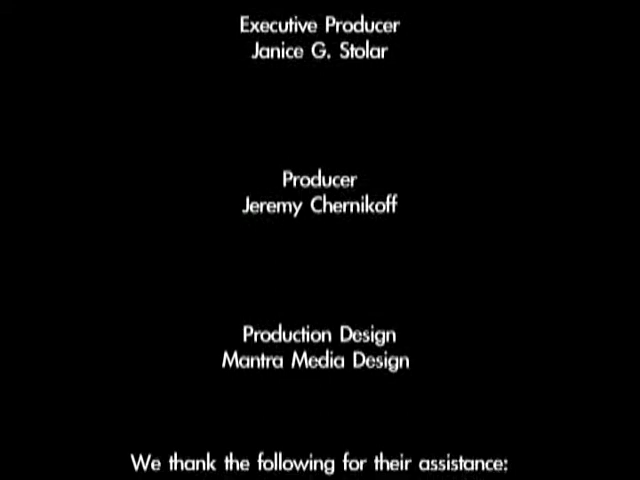 Executive Producer
Janice G. Stolar
Producer
Jeremy Chernikoff
Production Design
Mantra Media Design
We thank the following for their assistance: